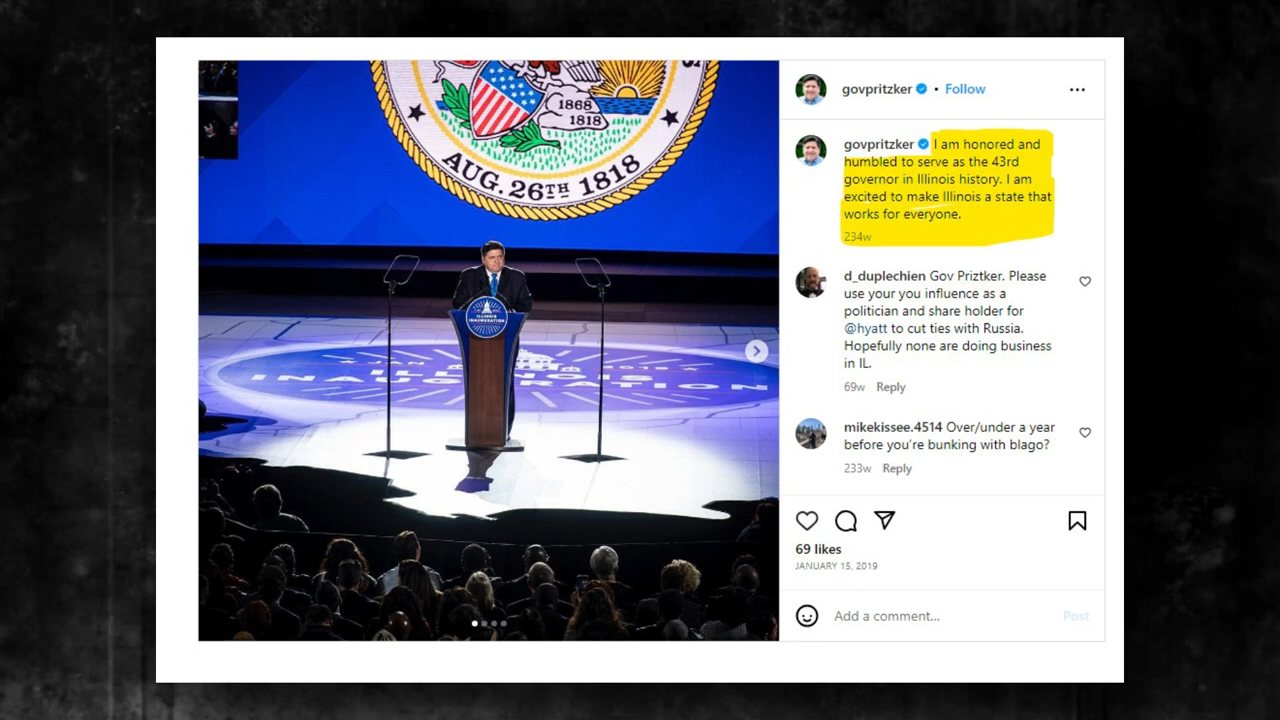 1868
1818
AUG. 26TH 1818
ILLINOIS
INAUGURATION
ILLINOIS
INAUGURATION
govpritzker • Follow
govpritzker I am honored and
humbled to serve as the 43rd
governor in Illinois history. I am
excited to make Illinois a state that
works for everyone.
234w
d_duplechien Gov Priztker. Please
use your you influence as a
politician and share holder for
@hyatt to cut ties with Russia.
Hopefully none are doing business
in IL.
69w Reply
mikekissee.4514 Over/under a year
before you're bunking with blago?
233w Reply
69 likes
JANUARY 15, 2019
Add a comment...
Post